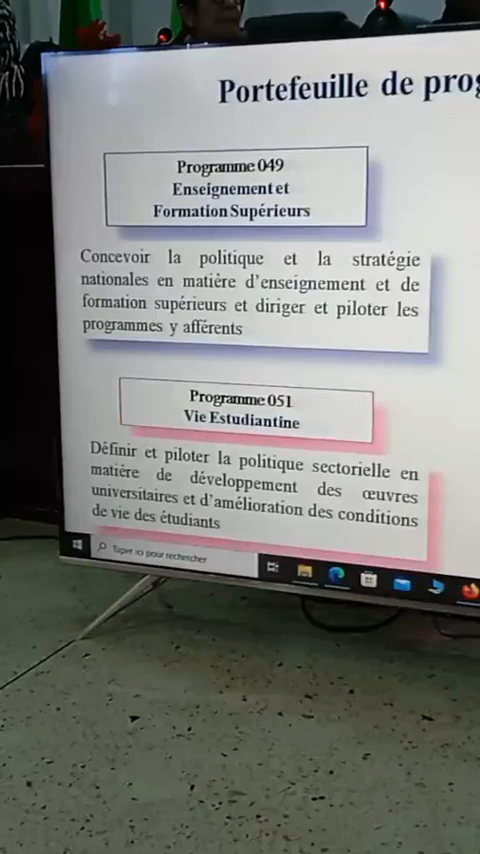 Portefeuille de prog
Programme 049
Enseignement et
Formation Supérieurs
Concevoir la politique et la stratégie
nationales en matière d'enseignement et de
formation supérieurs et diriger et piloter les
programmes y afférents
Programme 051
Vie Estudiantine
Définir et piloter la politique sectorielle en
matière de développement des œuvres
universitaires et d'amélioration des conditions
de vie des étudiants
Taper ici pour rechercher